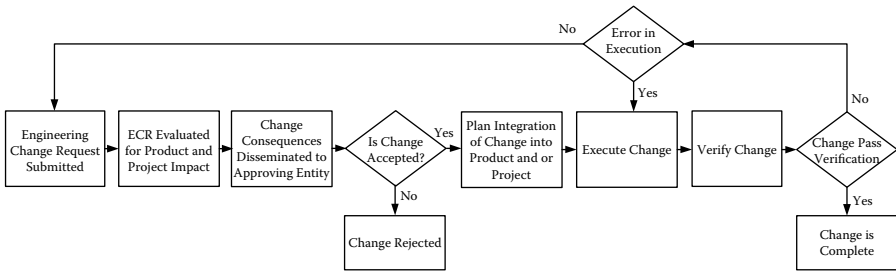 No
Error in
Execution
Yes
No
Engineering
Change Request
Submitted
ECR Evaluated
for Product and
Project Impact
Change
Consequences
Disseminated to
Approving Entity
Is Change
Accepted?
Yes
No
Change Rejected
Plan Integration
of Change into
Product and or
Project
Execute Change
Verify Change
Change Pass
Verification
Yes
Change is
Complete